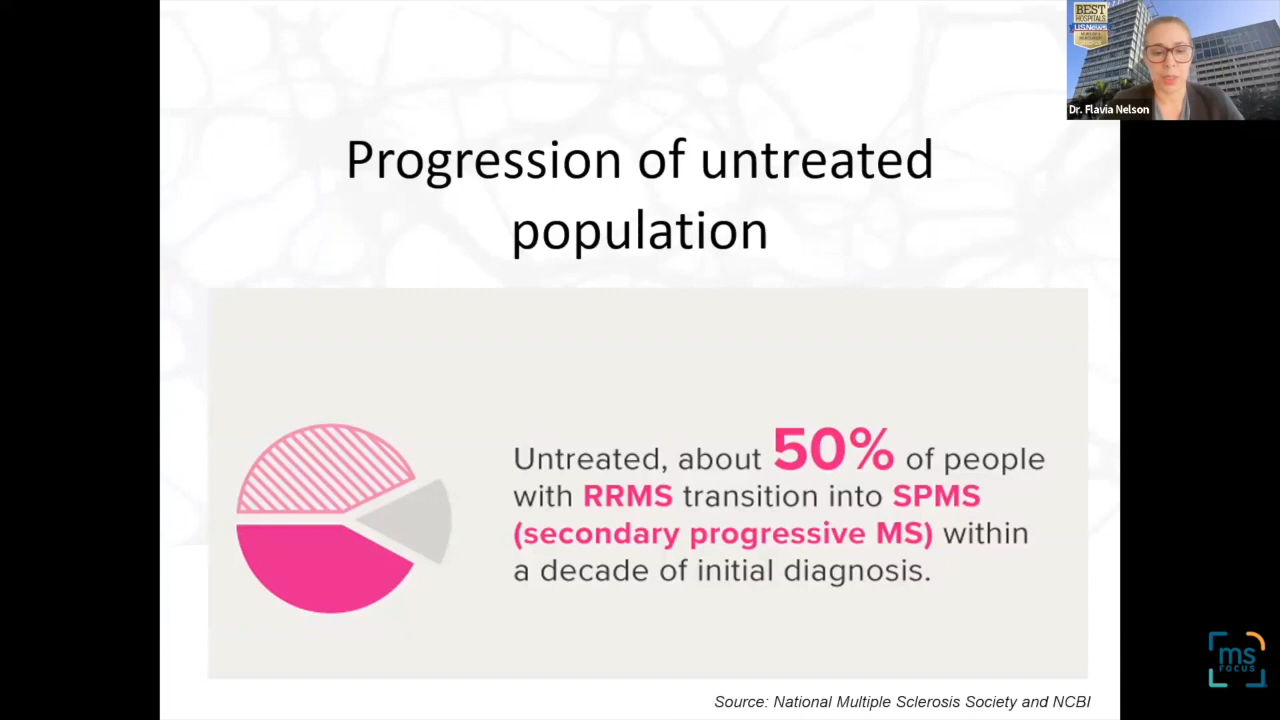 BEST
HOSPITALS
U.S.News
Dr. Flavia Nelson
Progression of untreated
population
Untreated, about 50% of people
with RRMS transition into SPMS
(secondary progressive MS) within
a decade of initial diagnosis.
Source: National Multiple Sclerosis Society and NCBI
ms
FOCUS